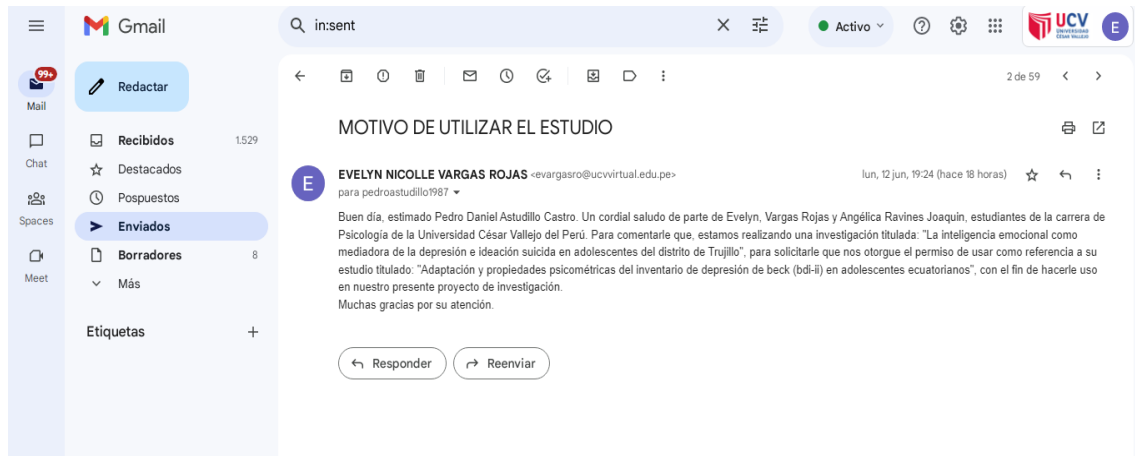 Gmail
in:sent
Activo
UCV
UNIVERSIDAD
CÉSAR VALLEJO
E
99+
Mail
Chat
Spaces
Meet
Redactar
Recibidos 1.529
Destacados
Pospuestos
Enviados
Borradores 8
Más
Etiquetas
2 de 59
MOTIVO DE UTILIZAR EL ESTUDIO
E
EVELYN NICOLLE VARGAS ROJAS <evargasro@ucvvirtual.edu.pe>
lun, 12 jun, 19:24 (hace 18 horas)
para pedroastudillo1987
Buen día, estimado Pedro Daniel Astudillo Castro. Un cordial saludo de parte de Evelyn, Vargas Rojas y Angélica Ravines Joaquin, estudiantes de la carrera de
Psicología de la Universidad César Vallejo del Perú. Para comentarle que, estamos realizando una investigación titulada: "La inteligencia emocional como
mediadora de la depresión e ideación suicida en adolescentes del distrito de Trujillo", para solicitarle que nos otorgue el permiso de usar como referencia a su
estudio titulado: "Adaptación y propiedades psicométricas del inventario de depresión de beck (bdi-ii) en adolescentes ecuatorianos", con el fin de hacerle uso
en nuestro presente proyecto de investigación.
Muchas gracias por su atención.
Responder
Reenviar